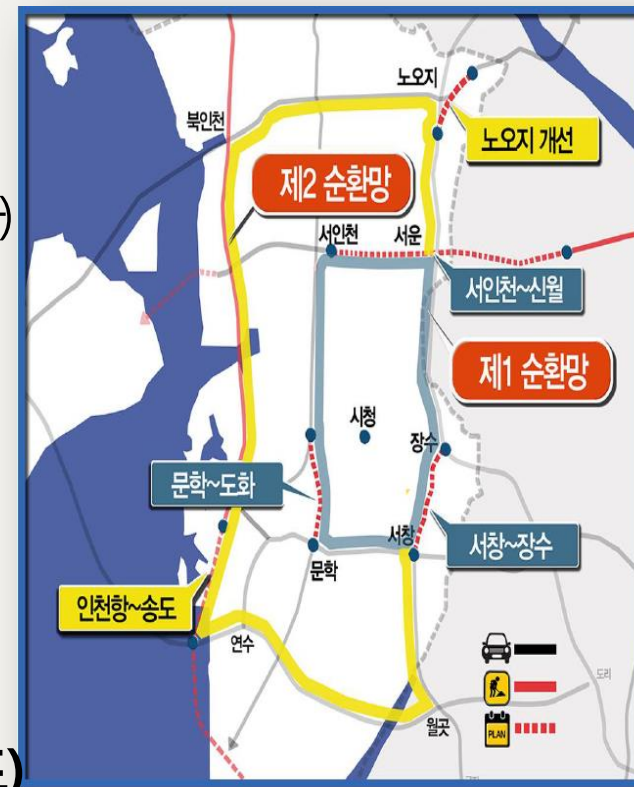 노오지
북인천
노오지 개선
제2 순환망
서인천
서운
서인천~신월
제1 순환망
시청
장수
문학~도화
서창
서창~장수
문학
인천항~송도
연수
도리
월곶
PLAN